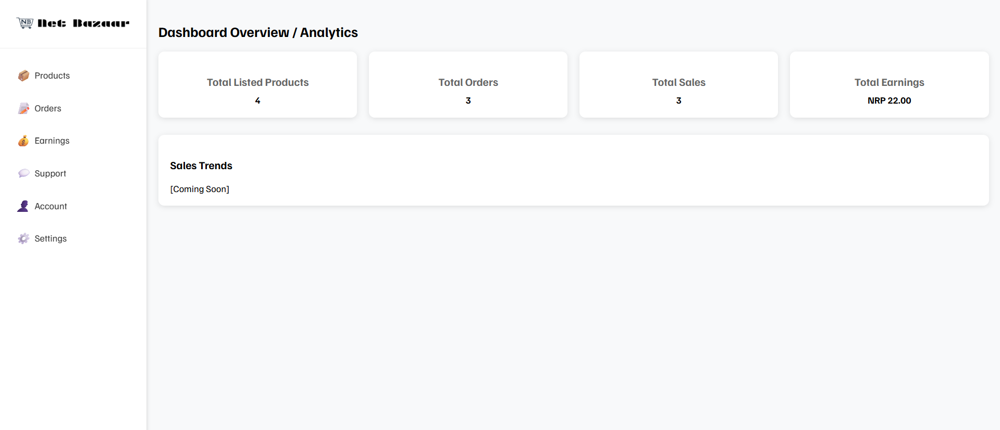 NB Net Bazaar
Products
Orders
Earnings
Support
Account
Settings
Dashboard Overview / Analytics
Total Listed Products
4
Total Orders
3
Total Sales
3
Total Earnings
NRP 22.00
Sales Trends
[Coming Soon]